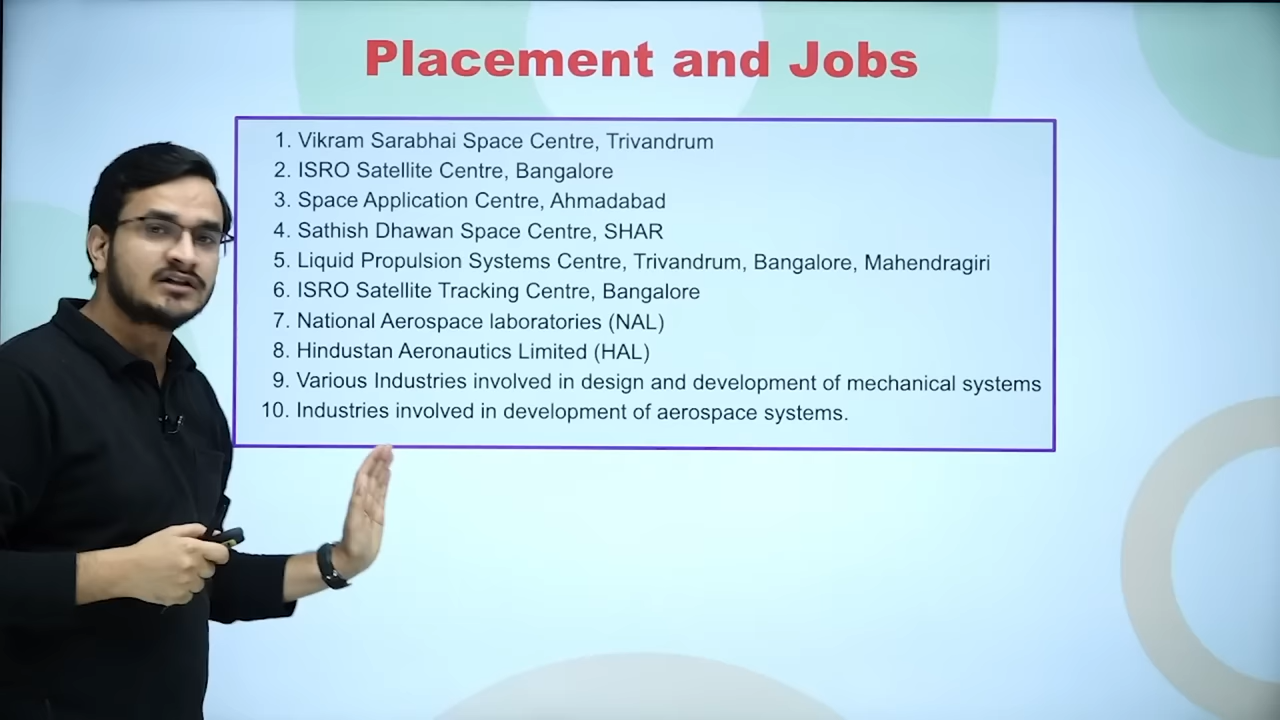 Placement and Jobs
1. Vikram Sarabhai Space Centre, Trivandrum
2. ISRO Satellite Centre, Bangalore
3. Space Application Centre, Ahmadabad
4. Sathish Dhawan Space Centre, SHAR
5. Liquid Propulsion Systems Centre, Trivandrum, Bangalore, Mahendragiri
6. ISRO Satellite Tracking Centre, Bangalore
7. National Aerospace laboratories (NAL)
8. Hindustan Aeronautics Limited (HAL)
9. Various Industries involved in design and development of mechanical systems
10. Industries involved in development of aerospace systems.